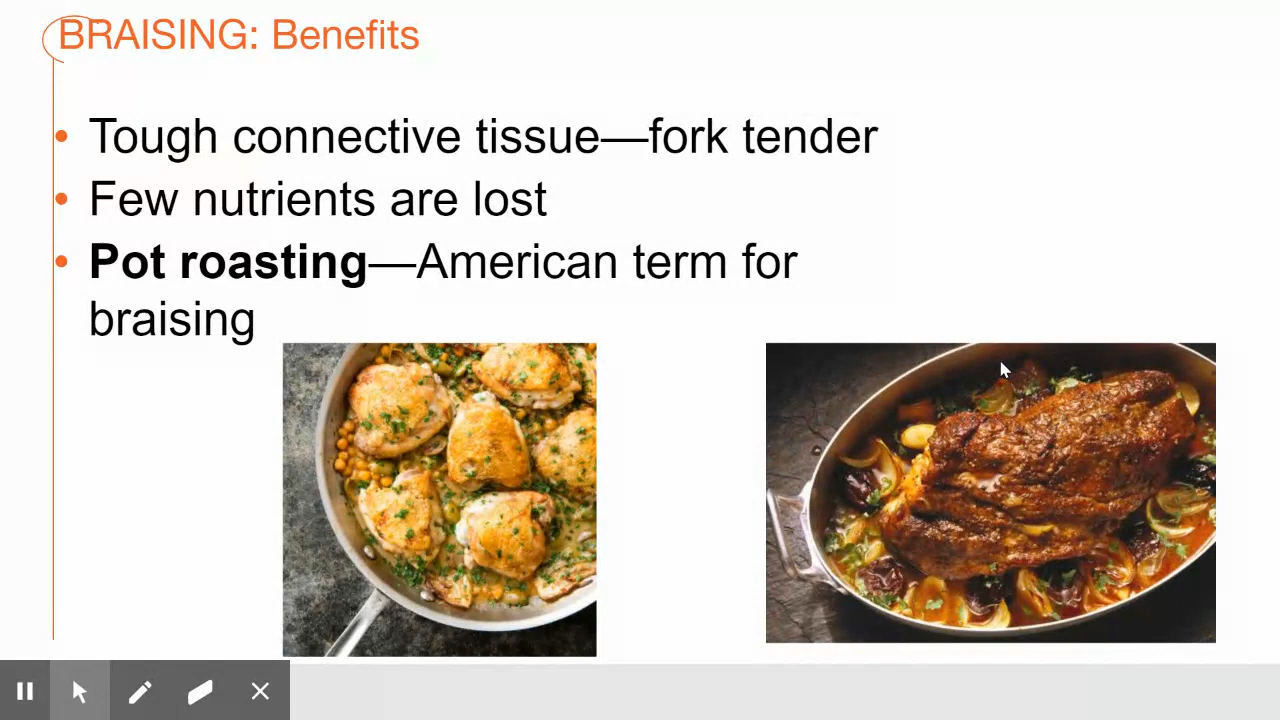 BRAISING: Benefits
• Tough connective tissue—fork tender
• Few nutrients are lost
• Pot roasting—American term for
braising